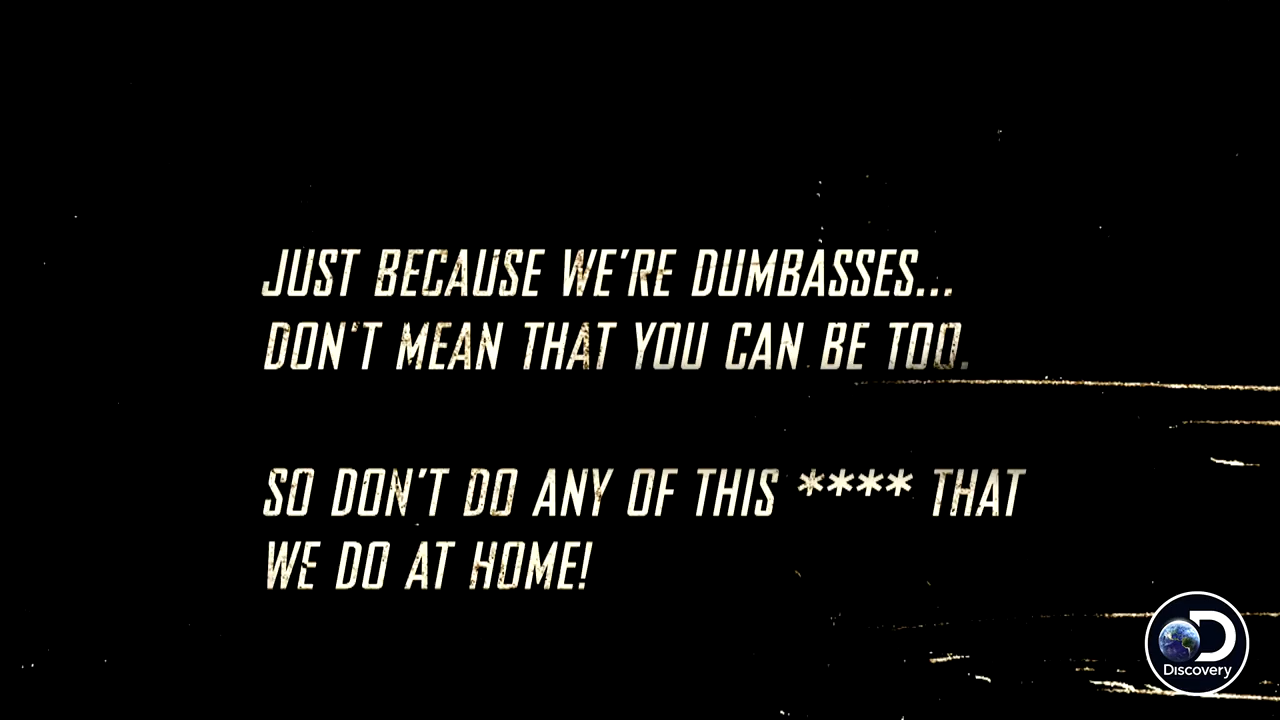 JUST BECAUSE WE'RE DUMBASSES...
DON'T MEAN THAT YOU CAN BE TOO.
SO DON'T DO ANY OF THIS **** THAT
WE DO AT HOME!
Discovery